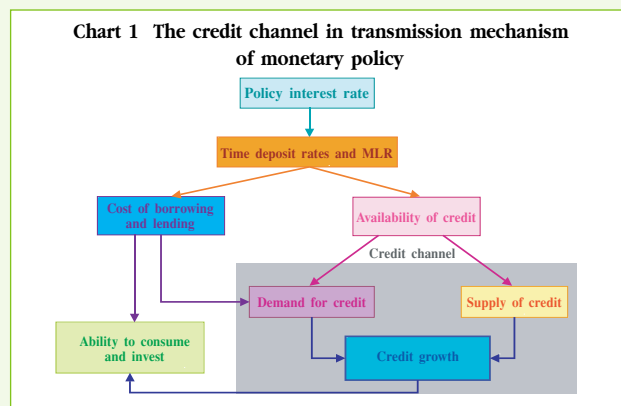 Chart 1 The credit channel in transmission mechanism
of monetary policy
Policy interest rate
Time deposit rates and MLR
Cost of borrowing
and lending
Availability of credit
Credit channel
Demand for credit
Supply of credit
Ability to consume
and invest
Credit growth